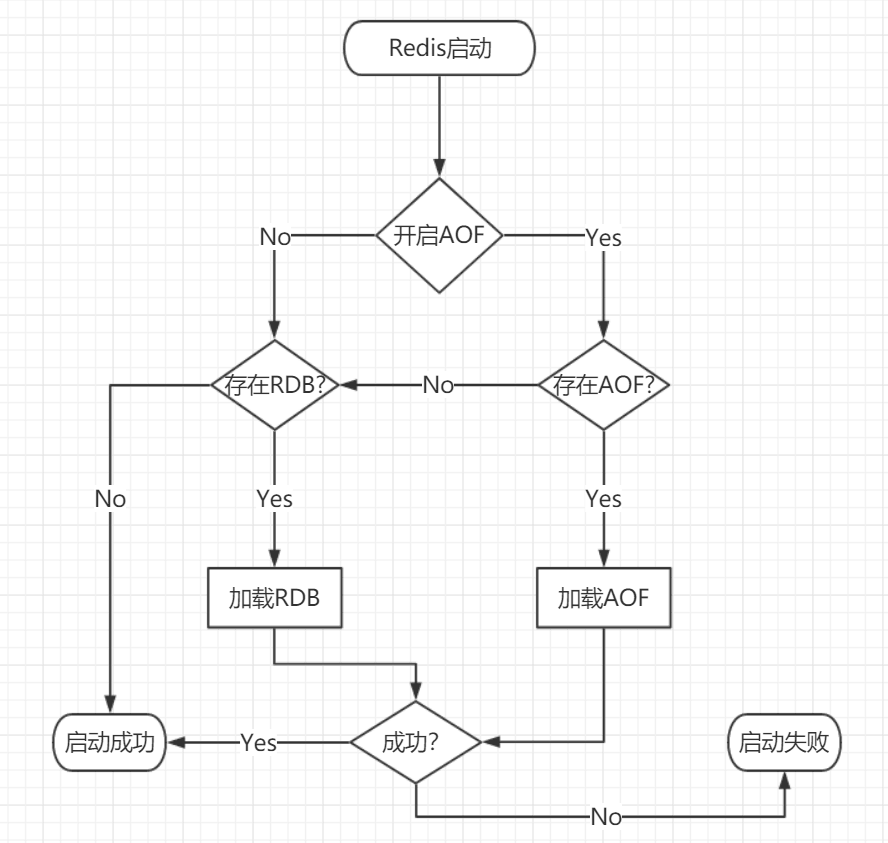 Redis启动
开启AOF
No
Yes
存在RDB?
No
存在AOF?
No
Yes
Yes
加载RDB
加载AOF
启动成功
Yes
成功?
启动失败
No